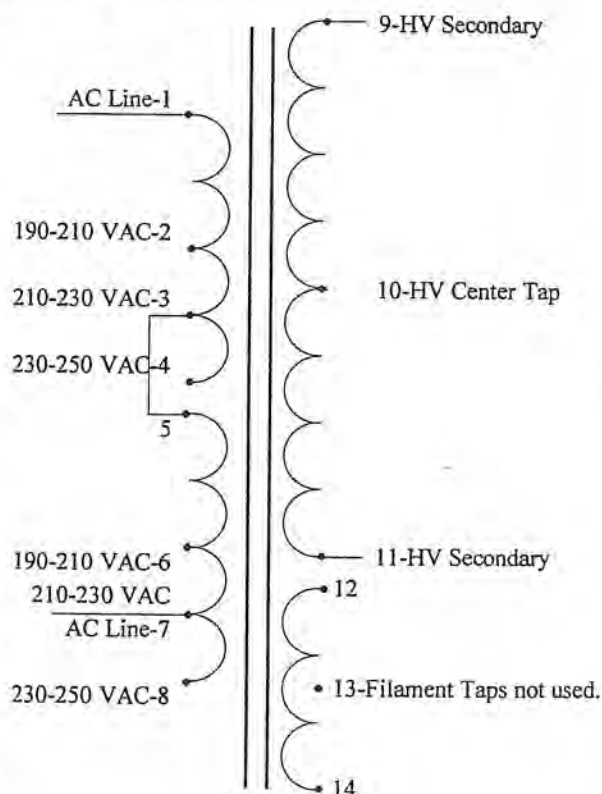 9-HV Secondary
AC Line-1
190-210 VAC-2
210-230 VAC-3
10-HV Center Tap
230-250 VAC-4
5
190-210 VAC-6
11-HV Secondary
210-230 VAC
12
AC Line-7
230-250 VAC-8
13-Filament Taps not used.
14